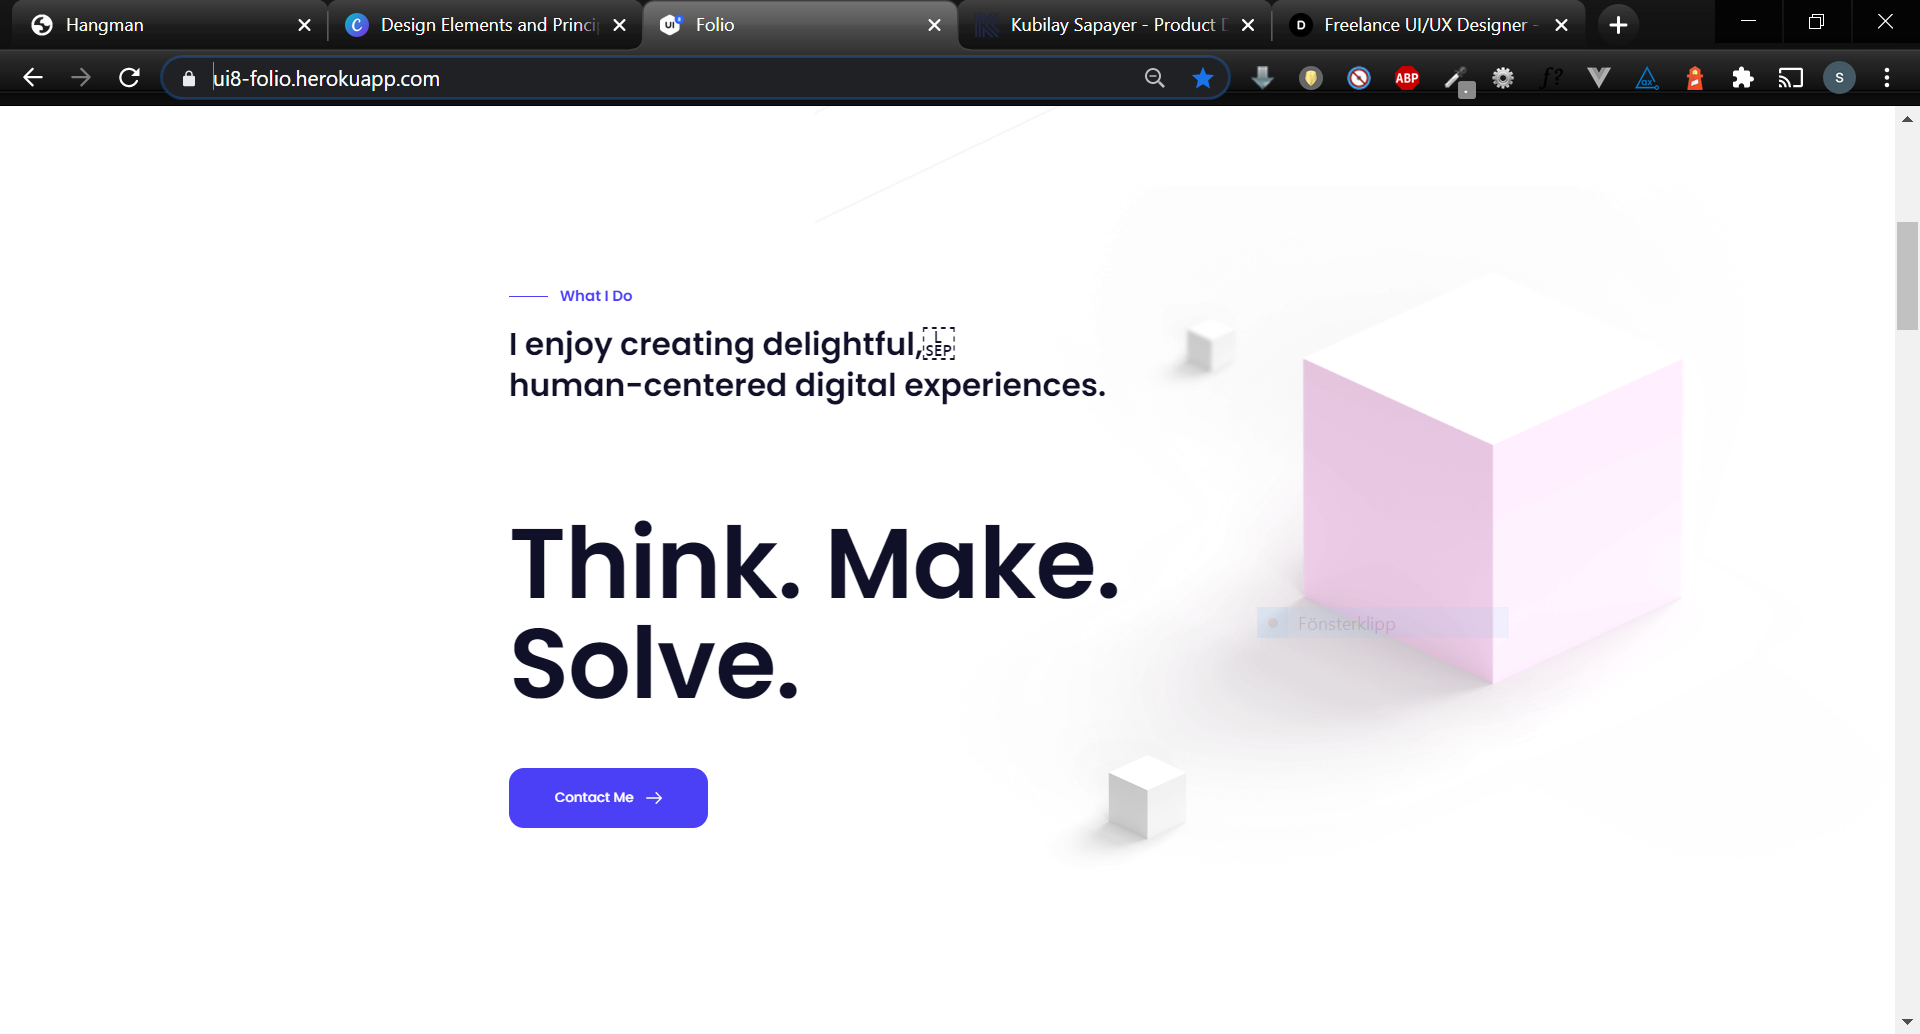 Hangman
Design Elements and Princi
Folio
Kubilay Sapayer - Product D
Freelance UI/UX Designer -
ui8-folio.herokuapp.com
ABP
f?
S
What I Do
I enjoy creating delightful,
L SEP
human-centered digital experiences.
Think. Make.
Solve.
Fönsterklipp
Contact Me